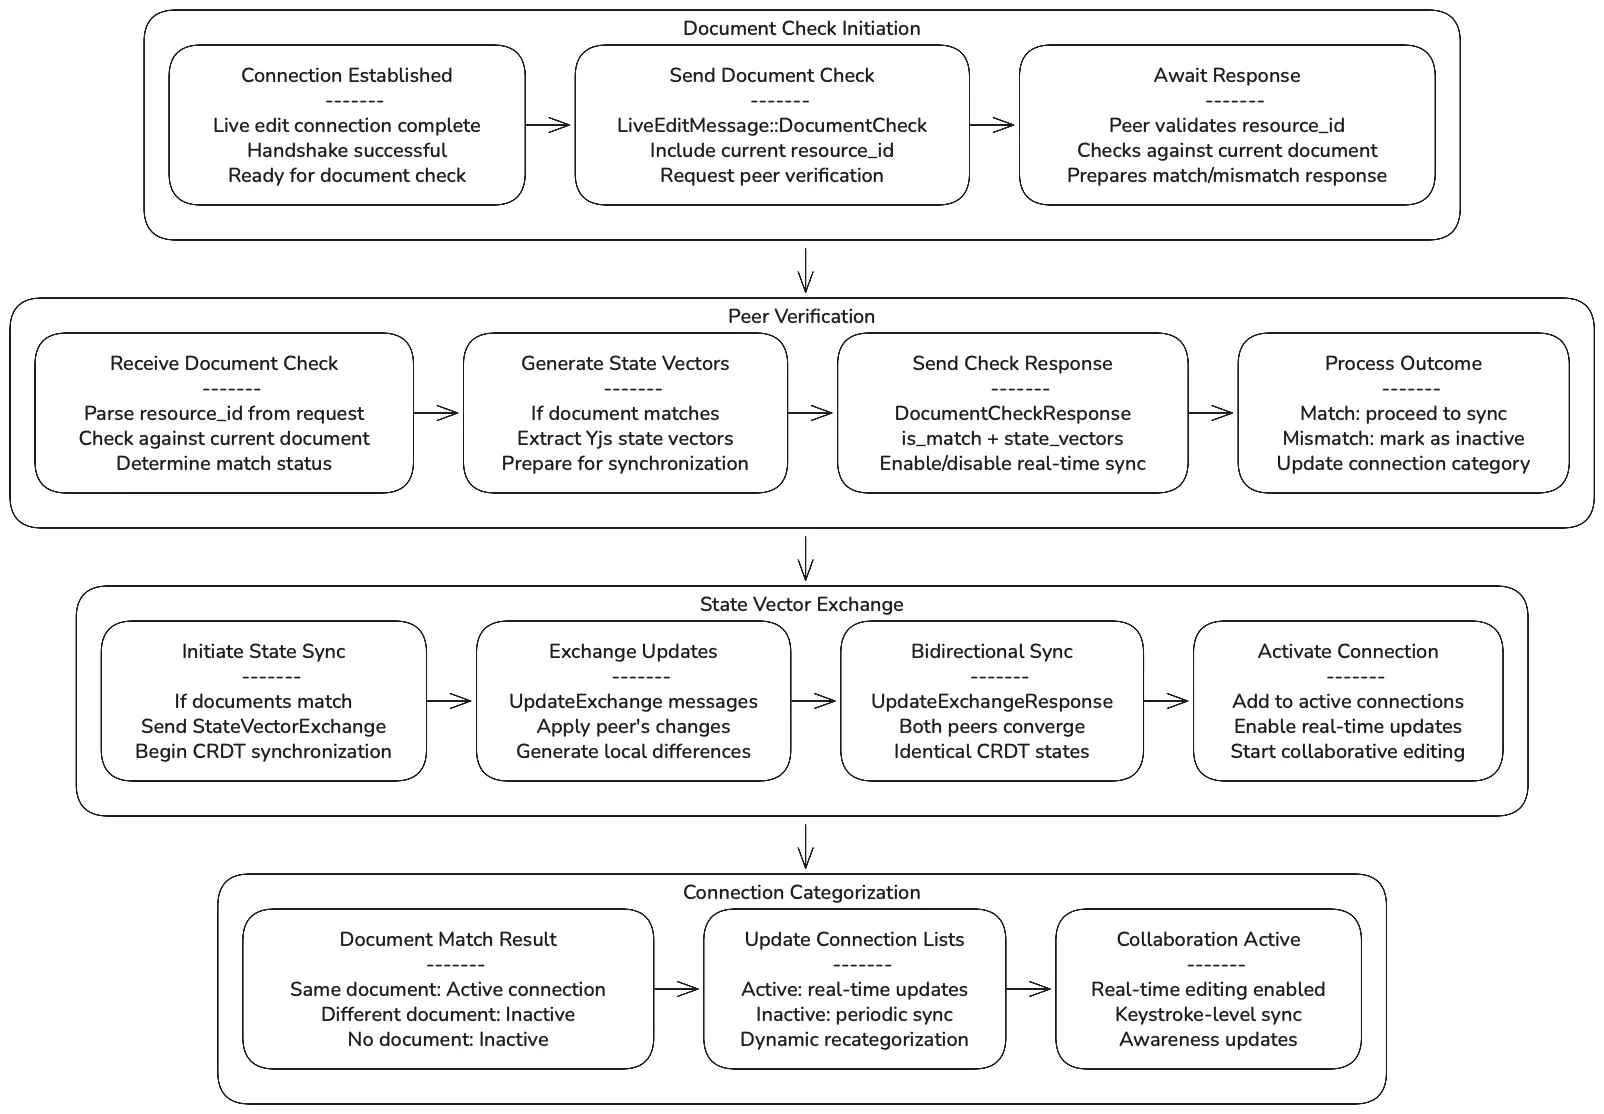 Document Check Initiation
Connection Established
-------
Live edit connection complete
Handshake successful
Ready for document check
Send Document Check
-------
LiveEditMessage::DocumentCheck
Include current resource_id
Request peer verification
Await Response
-------
Peer validates resource_id
Checks against current document
Prepares match/mismatch response
Peer Verification
Receive Document Check
-------
Parse resource_id from request
Check against current document
Determine match status
Generate State Vectors
-------
If document matches
Extract Yjs state vectors
Prepare for synchronization
Send Check Response
-------
DocumentCheckResponse
is_match + state_vectors
Enable/disable real-time sync
Process Outcome
-------
Match: proceed to sync
Mismatch: mark as inactive
Update connection category
State Vector Exchange
Initiate State Sync
-------
If documents match
Send StateVectorExchange
Begin CRDT synchronization
Exchange Updates
-------
UpdateExchange messages
Apply peer's changes
Generate local differences
Bidirectional Sync
-------
UpdateExchangeResponse
Both peers converge
Identical CRDT states
Activate Connection
-------
Add to active connections
Enable real-time updates
Start collaborative editing
Connection Categorization
Document Match Result
-------
Same document: Active connection
Different document: Inactive
No document: Inactive
Update Connection Lists
-------
Active: real-time updates
Inactive: periodic sync
Dynamic recategorization
Collaboration Active
-------
Real-time editing enabled
Keystroke-level sync
Awareness updates